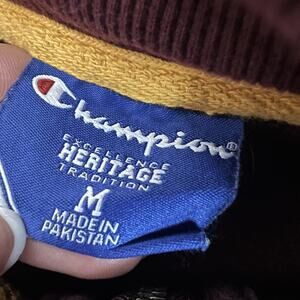 Champion®
EXCELLENCE
HERITAGE
TRADITION
M
MADE IN
PAKISTAN